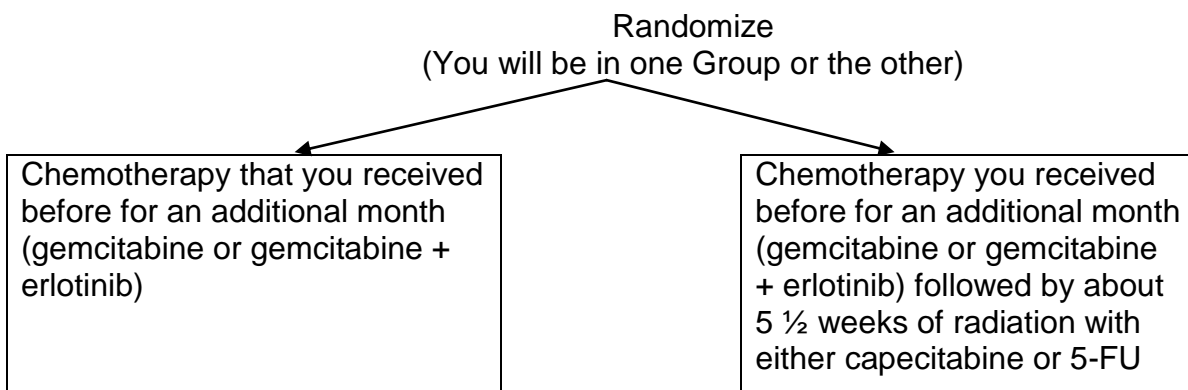 Randomize
(You will be in one Group or the other)
Chemotherapy that you received
before for an additional month
(gemcitabine or gemcitabine +
erlotinib)
Chemotherapy you received
before for an additional month
(gemcitabine or gemcitabine
+ erlotinib) followed by about
5 ½ weeks of radiation with
either capecitabine or 5-FU